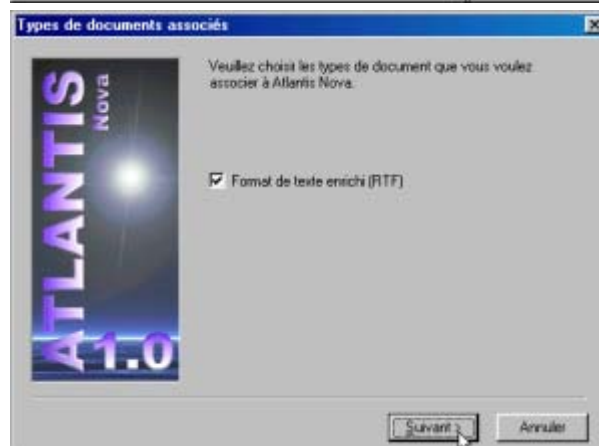 Types de documents associés
Veuillez choisir les types de document que vous voulez
associer à Atlantis Nova.
ATLANTIS
Nova
Format de texte enrichi (RTF)
1.0
Suivant >
Annuler